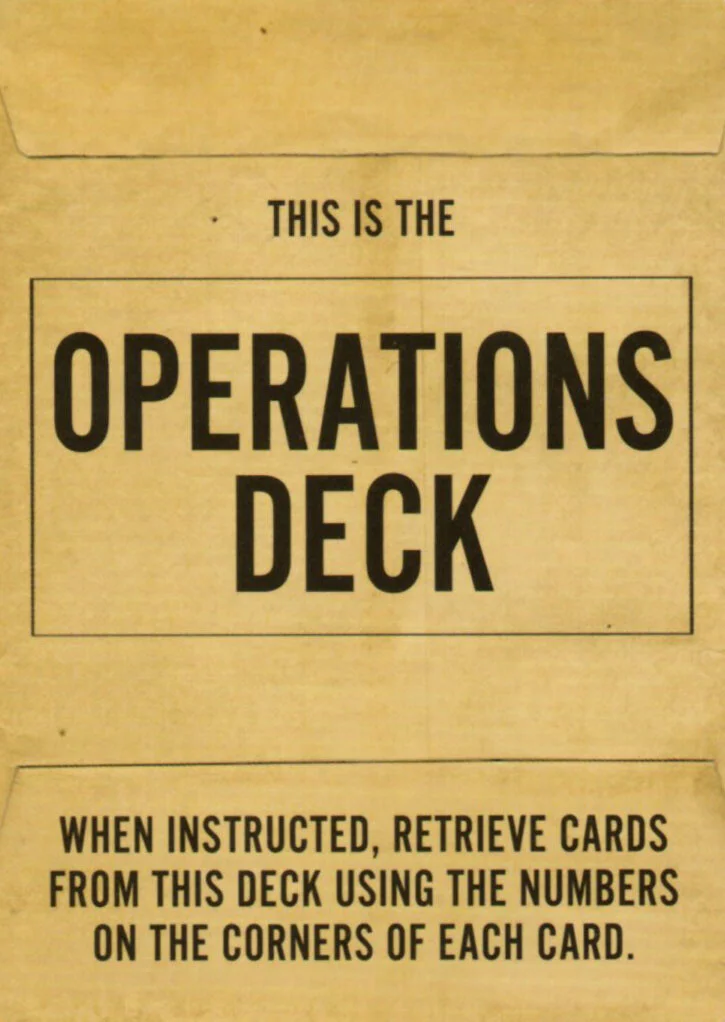 THIS IS THE
OPERATIONS
DECK
WHEN INSTRUCTED, RETRIEVE CARDS
FROM THIS DECK USING THE NUMBERS
ON THE CORNERS OF EACH CARD.